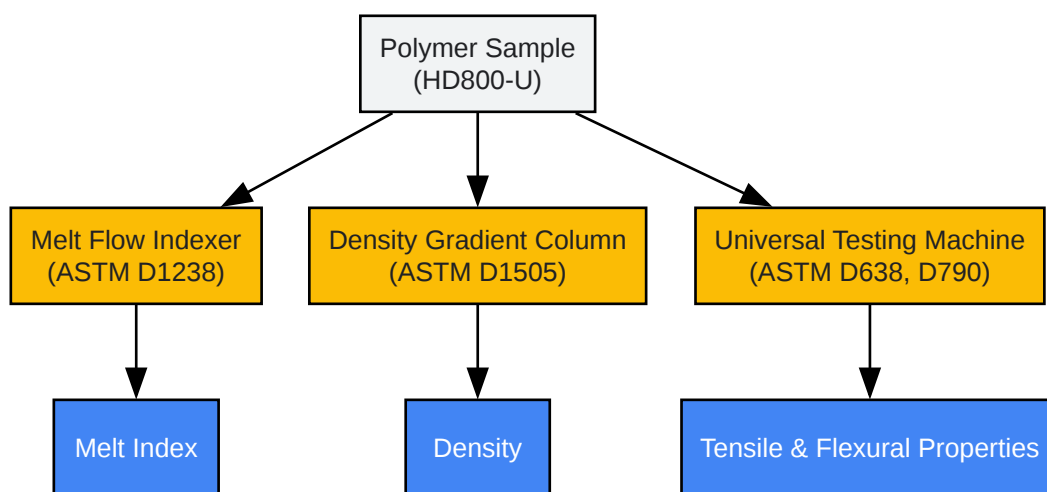 Polymer Sample
(HD800-U)
Melt Flow Indexer
(ASTM D1238)
Density Gradient Column
(ASTM D1505)
Universal Testing Machine
(ASTM D638, D790)
Melt Index
Density
Tensile & Flexural Properties